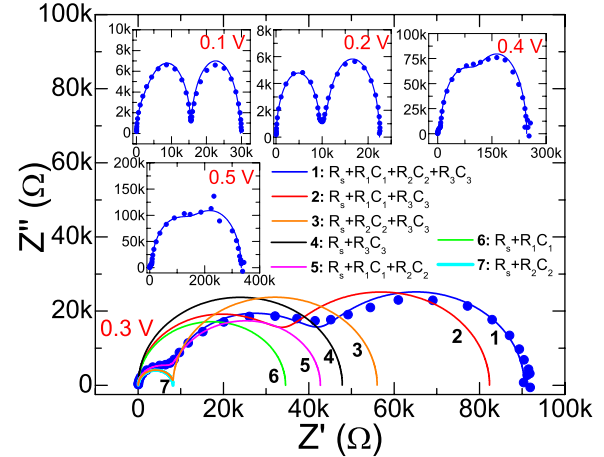 100k
80k
60k
40k
20k
0
0 20k 40k 60k 80k 100k
Z'' (Ω)
Z' (Ω)
0.1 V
10k
8k
6k
4k
2k
0
0 10k 20k 30k
0.2 V
8k
6k
4k
2k
0
0 10k 20k
0.4 V
100k
75k
50k
25k
0
0 150k 300k
0.5 V
200k
150k
100k
50k
0
0 200k 400k
1: Rs+R1C1+R2C2+R3C3
2: Rs+R1C1+R3C3
3: Rs+R2C2+R3C3
4: Rs+R3C3
5: Rs+R1C1+R2C2
6: Rs+R1C1
7: Rs+R2C2
0.3 V
7 6 5 4 3 2 1